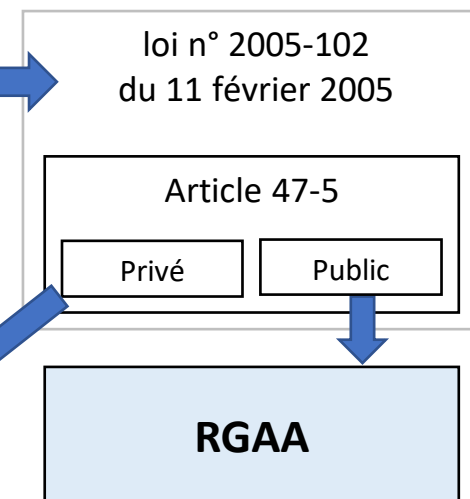 loi n° 2005-102
du 11 février 2005
Article 47-5
Privé
Public
RGAA